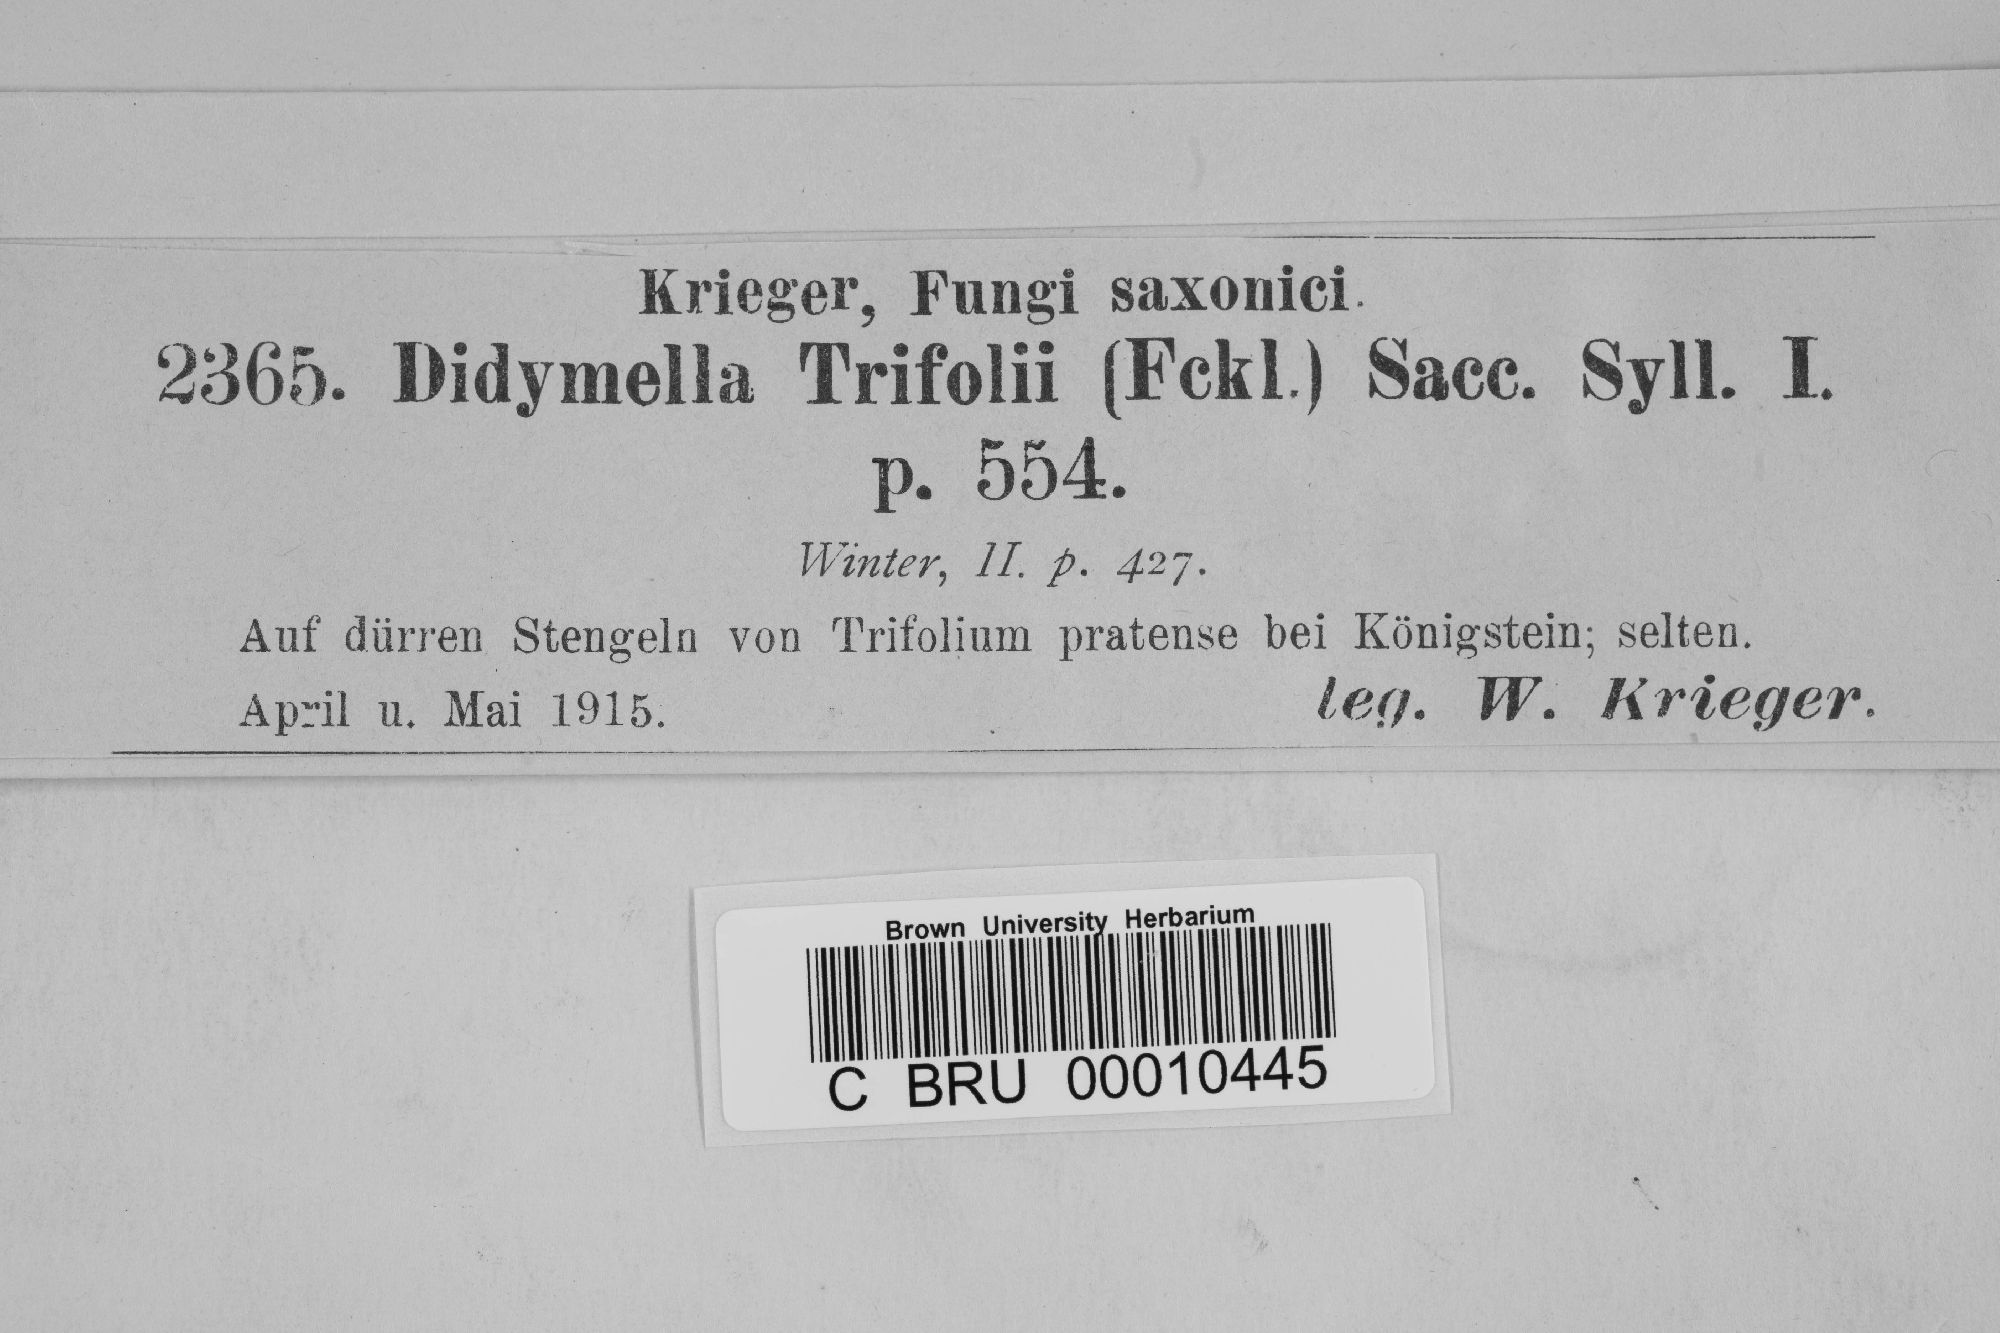 Krieger, Fungi saxonici.
2365. Didymella Trifolii (Fckl.) Sacc. Syll. I.
p. 554.
Winter, II. p. 427.
Auf dürren Stengeln von Trifolium pratense bei Königstein; selten.
April u. Mai 1915. leg. W. Krieger.
Brown University Herbarium
C BRU 00010445